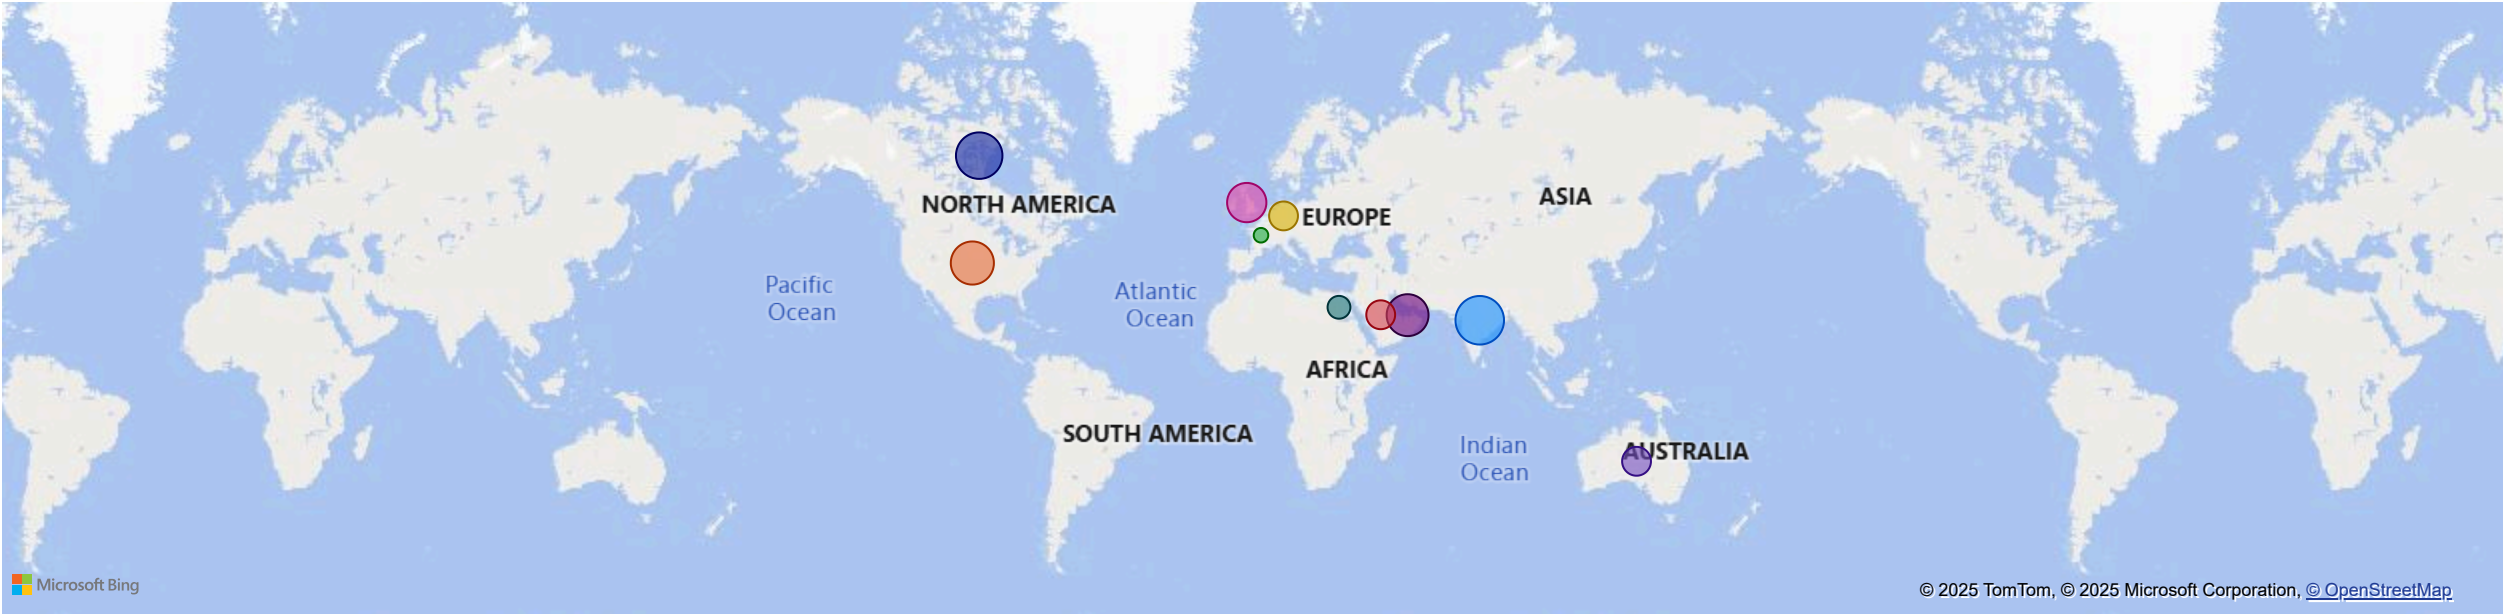 ASIA
NORTH AMERICA
EUROPE
Pacific
Ocean
Atlantic
Ocean
AFRICA
SOUTH AMERICA
Indian
Ocean
AUSTRALIA
Microsoft Bing
© 2025 TomTom, © 2025 Microsoft Corporation, © OpenStreetMap